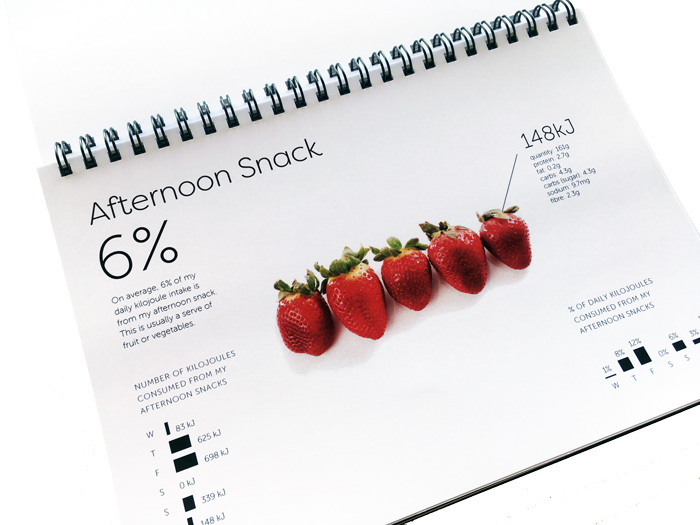 Afternoon Snack
6%
On average, 6% of my
daily kilojoule intake is
from my afternoon snack.
This is usually a serve of
fruit or vegetables.
NUMBER OF KILOJOULES
CONSUMED FROM MY
AFTERNOON SNACKS
W 83 kJ
T 625 kJ
F 698 kJ
S 0 kJ
S 339 kJ
148 kJ
148kJ
quantity: 161g
protein: 2.7g
fat: 0.2g
carbs: 4.3g
carbs (sugar): 4.3g
sodium: 9.7mg
fibre: 2.3g
% OF DAILY KILOJOULES
CONSUMED FROM MY
AFTERNOON SNACKS
1% 8% 12% 0% 6% 3%
W T F S S